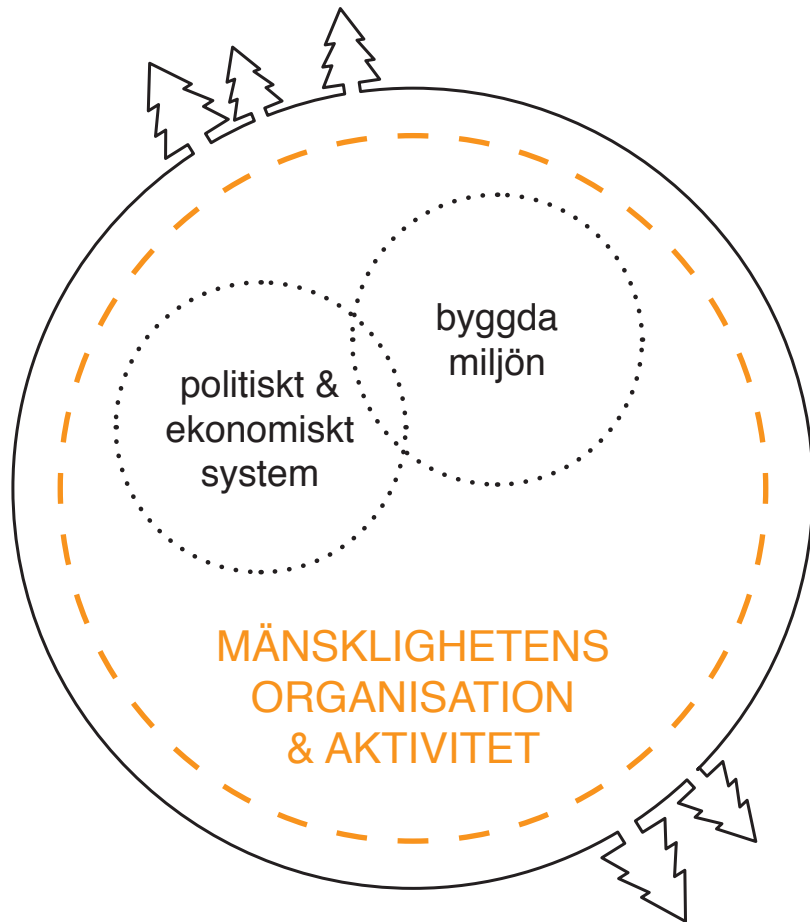 byggda
miljön
politiskt &
ekonomiskt
system
MÄNSKLIGHETENS
ORGANISATION
& AKTIVITET